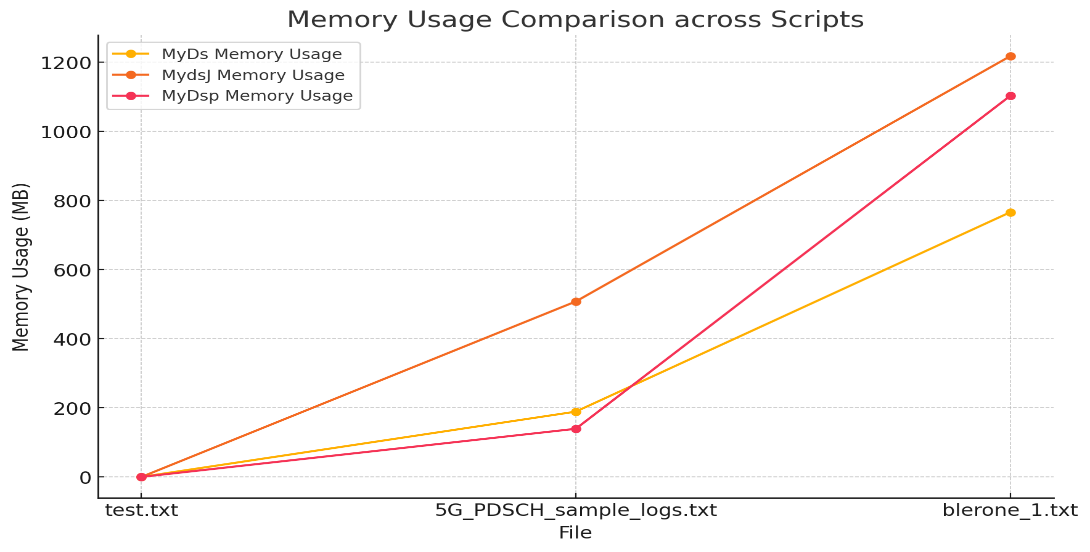 Memory Usage Comparison across Scripts
MyDs Memory Usage
MydsJ Memory Usage
MyDsp Memory Usage
Memory Usage (MB)
1200
1000
800
600
400
200
0
test.txt
5G_PDSCH_sample_logs.txt
blerone_1.txt
File